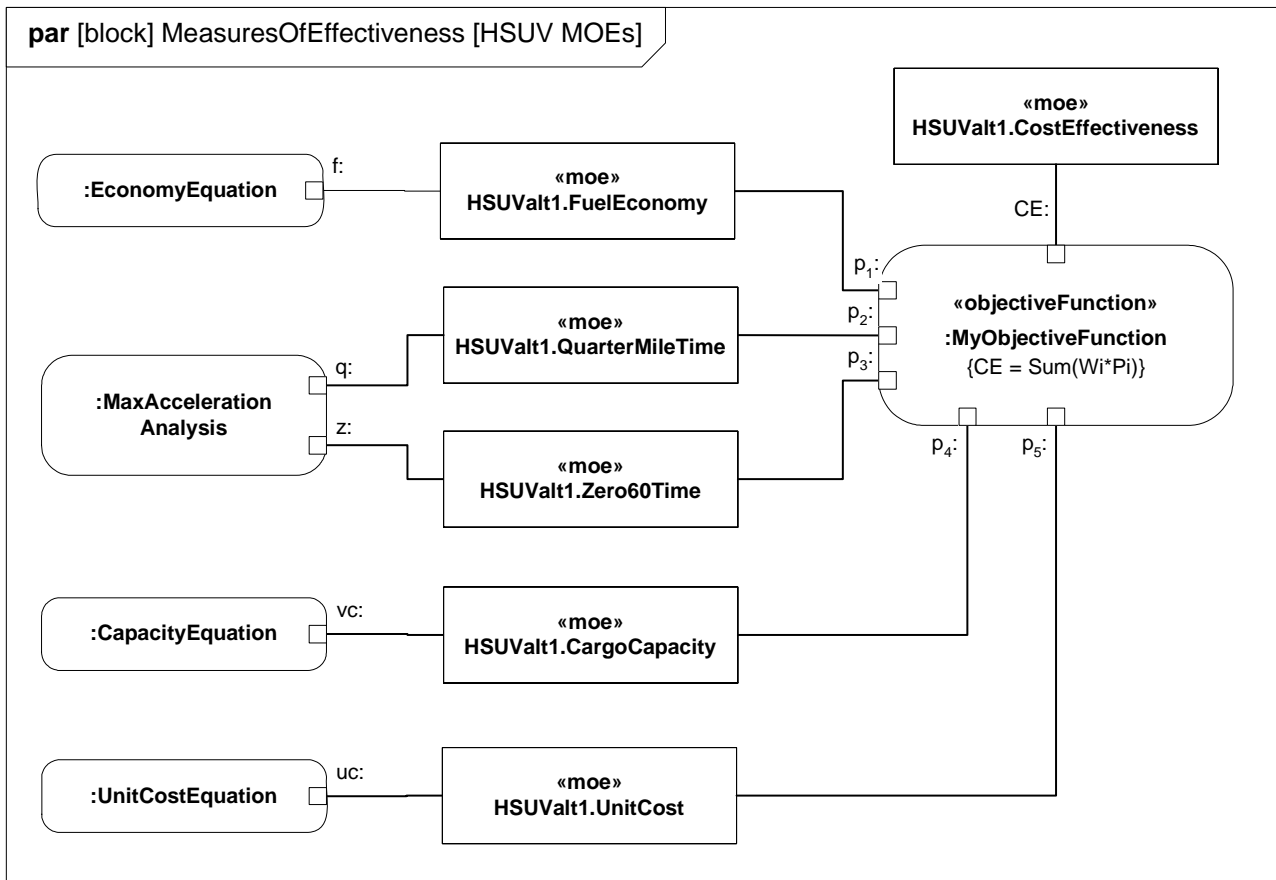 par [block] MeasuresOfEffectiveness [HSUV MOEs]
«moe»
HSUValt1.CostEffectiveness
CE:
:EconomyEquation
f:
«moe»
HSUValt1.FuelEconomy
p1:
p2:
p3:
«objectiveFunction»
:MyObjectiveFunction
{CE = Sum(Wi*Pi)}
p4:
p5:
:MaxAcceleration
Analysis
q:
z:
«moe»
HSUValt1.QuarterMileTime
«moe»
HSUValt1.Zero60Time
:CapacityEquation
vc:
«moe»
HSUValt1.CargoCapacity
:UnitCostEquation
uc:
«moe»
HSUValt1.UnitCost